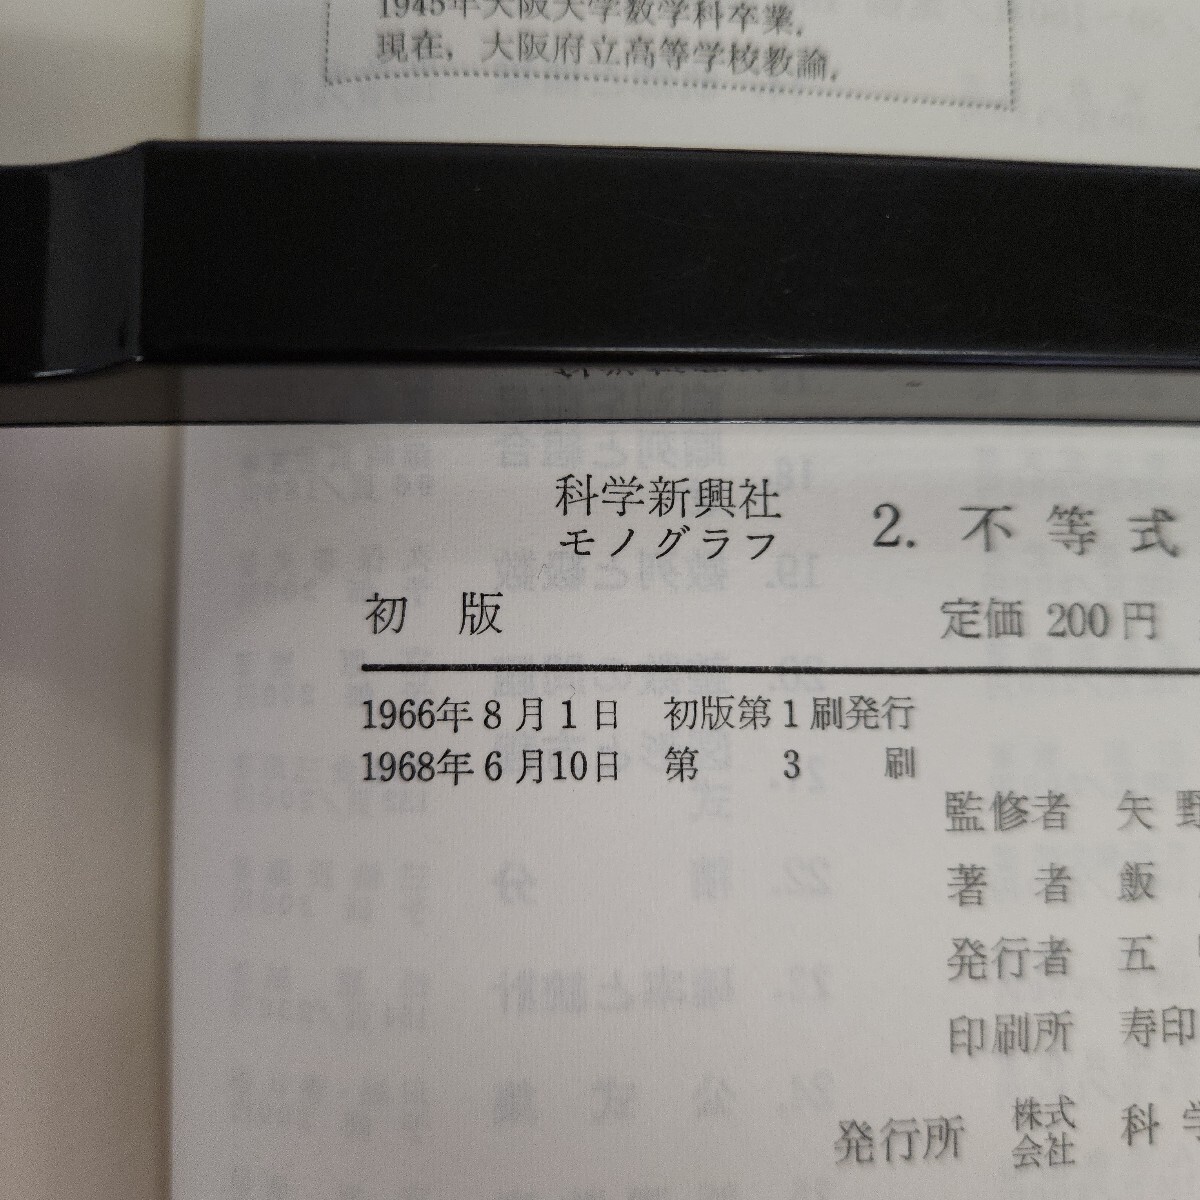 1945年大阪大学数学科卒業.
現在，大阪府立高等学校教諭.
科学新興社
モノグラフ
2. 不等式
初版
定価 200円
1966年8月1日 初版第1刷発行
1968年6月10日 第3刷
監修者 矢野
著者 飯
発行者 五
印刷所 寿印
発行所 株式会社 科学